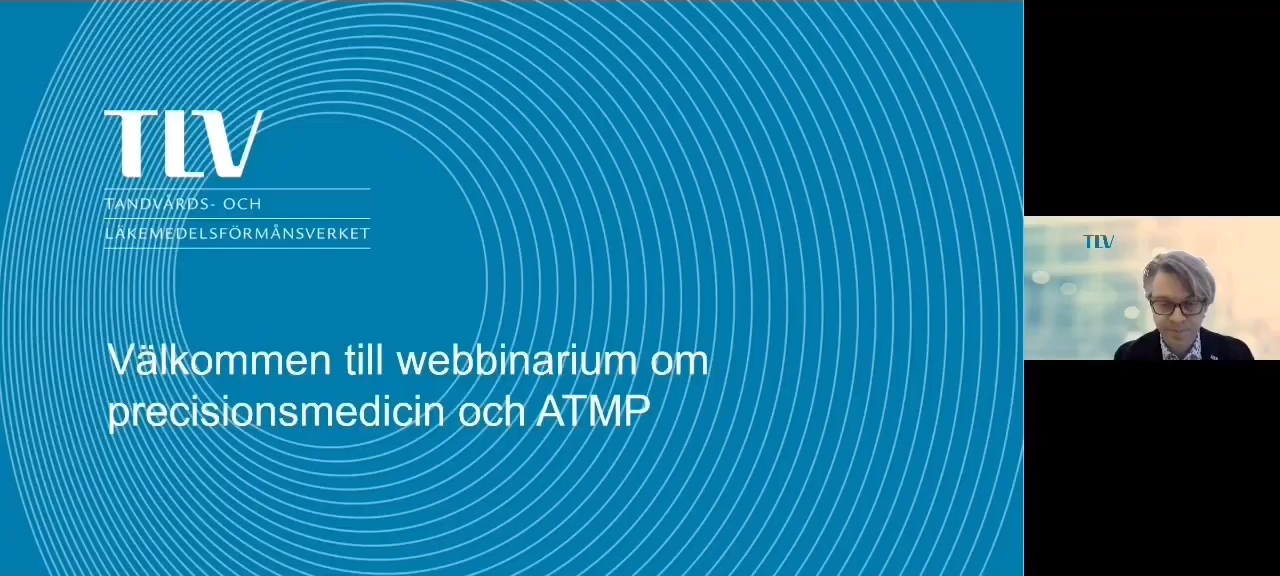 TLV
TANDVÅRDS- OCH
LÄKEMEDELSFÖRMÅNSVERKET
Välkommen till webbinarium om
precisionsmedicin och ATMP
TLV